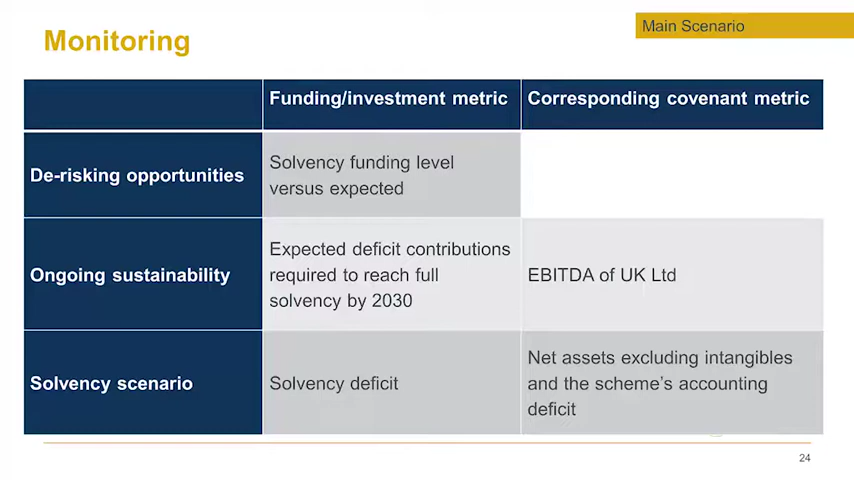 Main Scenario
Monitoring
Funding/investment metric
Corresponding covenant metric
De-risking opportunities
Solvency funding level
versus expected
Ongoing sustainability
Expected deficit contributions
required to reach full
solvency by 2030
EBITDA of UK Ltd
Solvency scenario
Solvency deficit
Net assets excluding intangibles
and the scheme's accounting
deficit
24